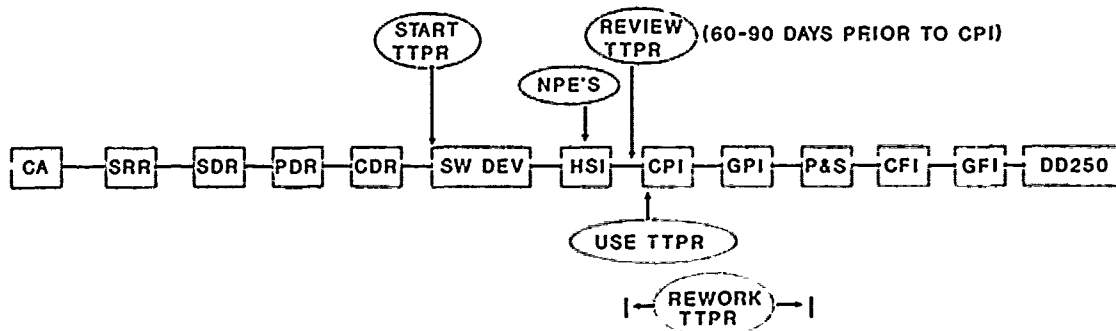 START
TTPR
REVIEW
TTPR
(60-90 DAYS PRIOR TO CPI)
NPE'S
CA
SRR
SDR
PDR
CDR
SW DEV
HSI
CPI
GPI
P&S
CFI
GFI
DD250
USE TTPR
REWORK
TTPR